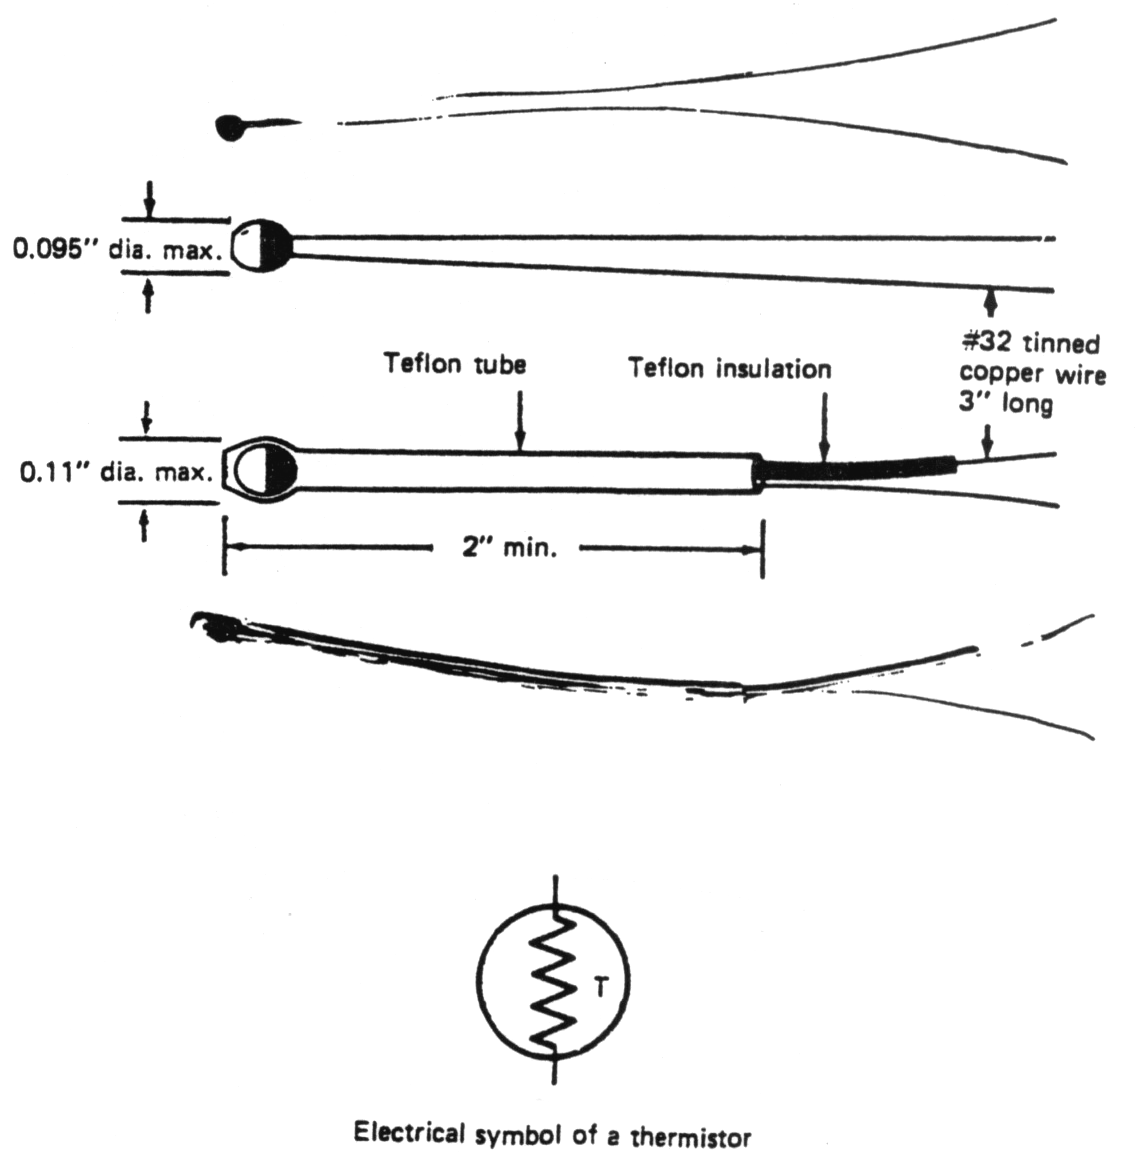 0.095" dia. max.
#32 tinned
copper wire
3" long
Teflon tube
Teflon insulation
0.11" dia. max.
2" min.
T
Electrical symbol of a thermistor